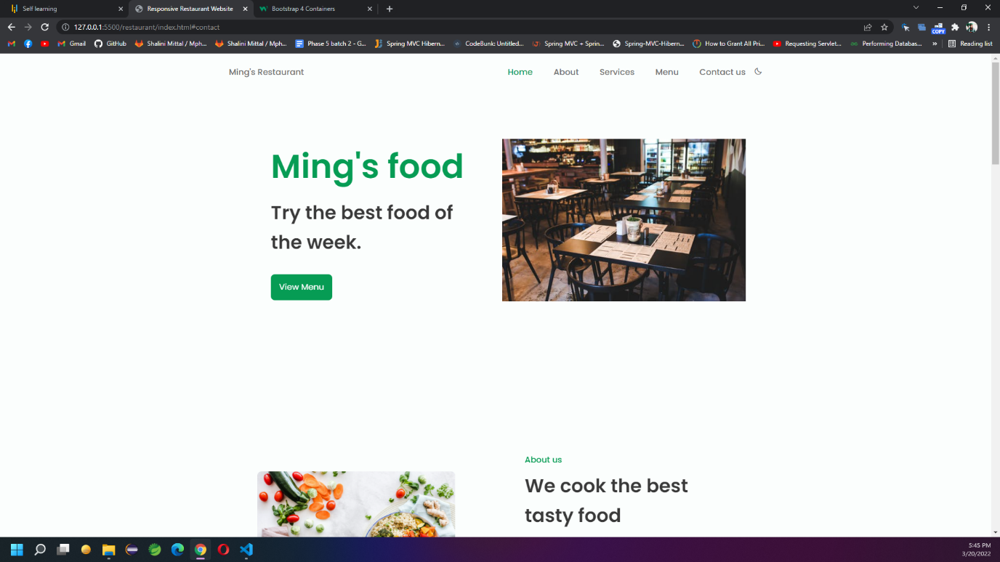 Self learning
Responsive Restaurant Website
Bootstrap 4 Containers
127.0.0.1:5500/restaurant/index.html#contact
COPY
Gmail
GitHub
Shalini Mittal / Mph...
Shalini Mittal / Mph...
Phase 5 batch 2 - G...
Spring MVC Hibern...
CodeBunk: Untitled...
Spring MVC + Sprin...
Spring-MVC-Hibern...
How to Grant All Pri...
Requesting Servlet...
Performing Databas...
»
Reading list
Ming's Restaurant
Home
About
Services
Menu
Contact us
Ming's food
Try the best food of
the week.
View Menu
About us
We cook the best
tasty food
5:45 PM
3/20/2022